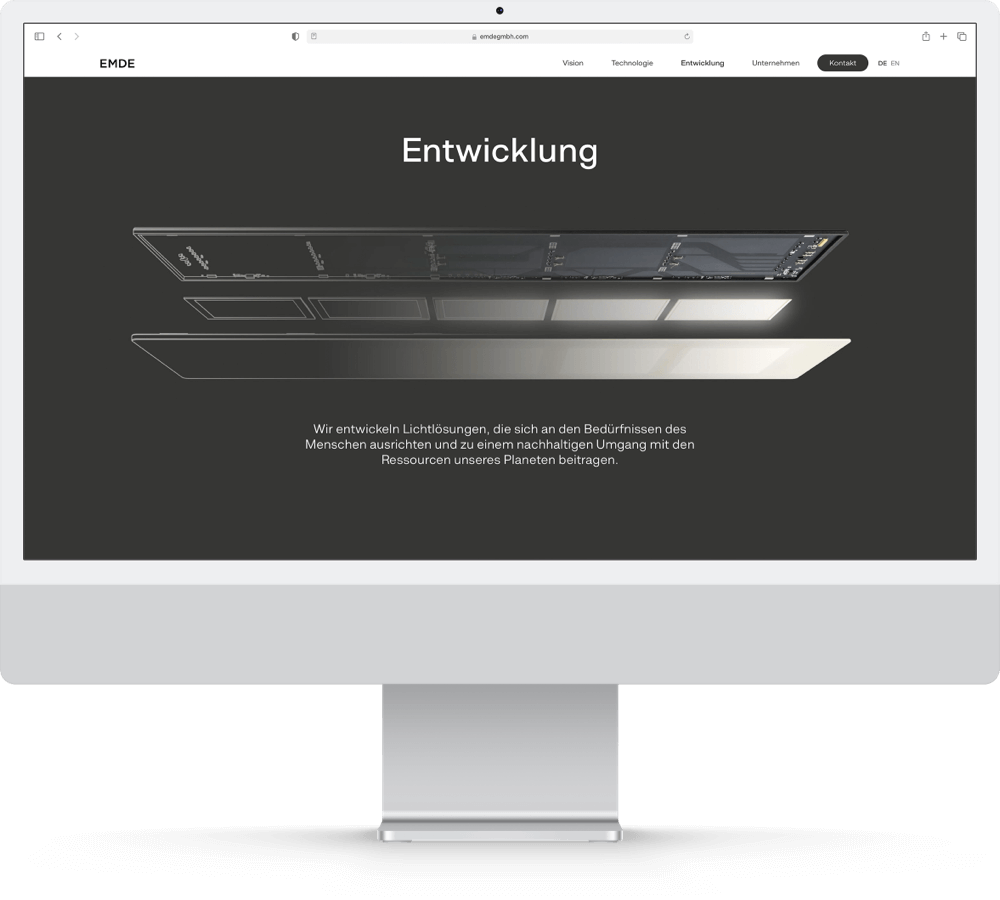 emdegmbh.com
EMDE
Vision Technologie Entwicklung Unternehmen Kontakt DE EN
Entwicklung
Wir entwickeln Lichtlösungen, die sich an den Bedürfnissen des
Menschen ausrichten und zu einem nachhaltigen Umgang mit den
Ressourcen unseres Planeten beitragen.